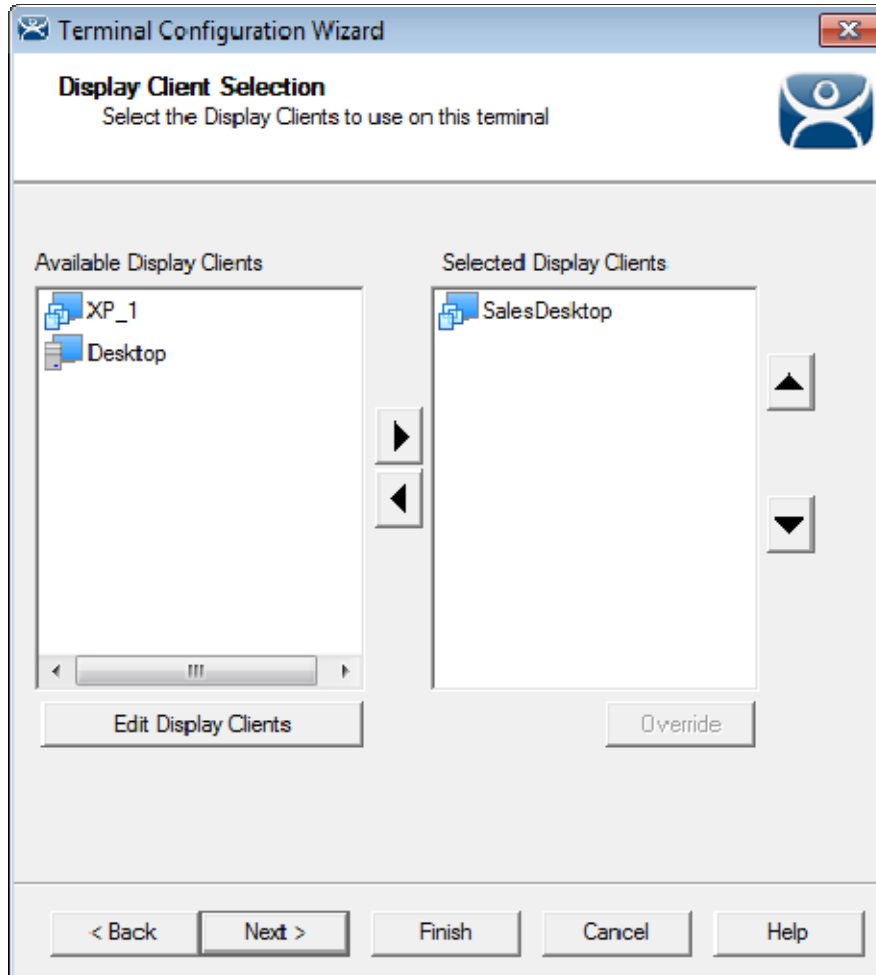 Terminal Configuration Wizard
Display Client Selection
Select the Display Clients to use on this terminal
Available Display Clients
Selected Display Clients
XP_1
Desktop
SalesDesktop
Edit Display Clients
Override
< Back
Next >
Finish
Cancel
Help